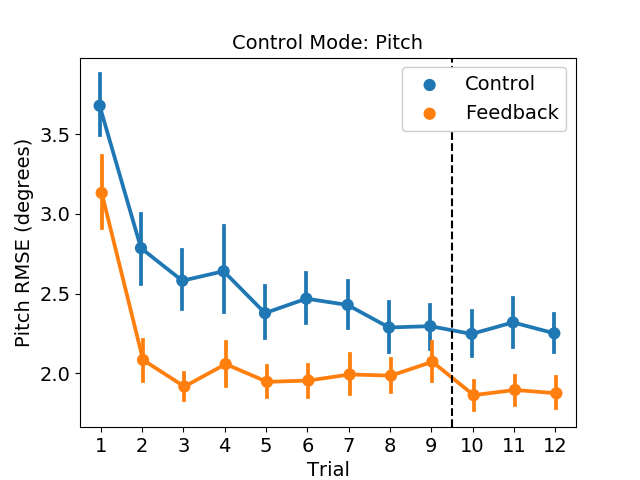 Control Mode: Pitch
Control
Feedback
Pitch RMSE (degrees)
3.5
3.0
2.5
2.0
1 2 3 4 5 6 7 8 9 10 11 12
Trial